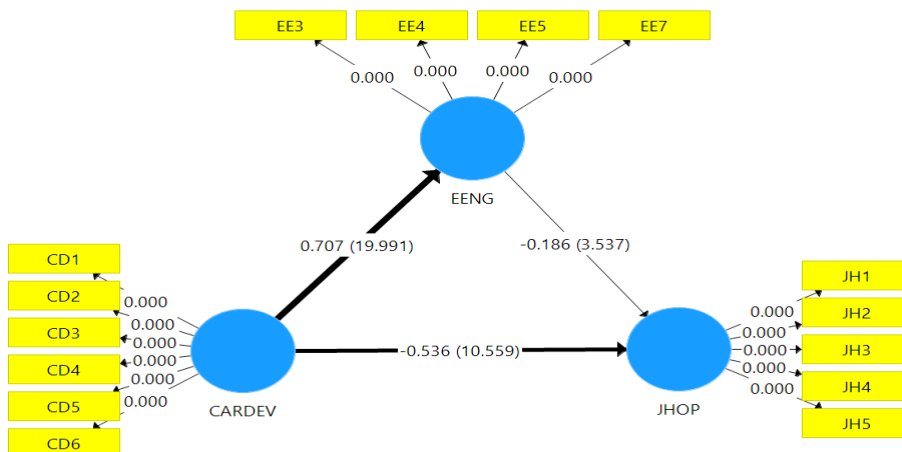 EE3 EE4 EE5 EE7
0.000 0.000 0.000 0.000
EENG
0.707 (19.991)
-0.186 (3.537)
CD1
CD2
CD3
CD4
CD5
CD6
0.000
0.000
0.000
0.000
0.000
0.000
CARDEV
-0.536 (10.559)
JHOP
0.000
0.000
0.000
0.000
0.000
JH1
JH2
JH3
JH4
JH5